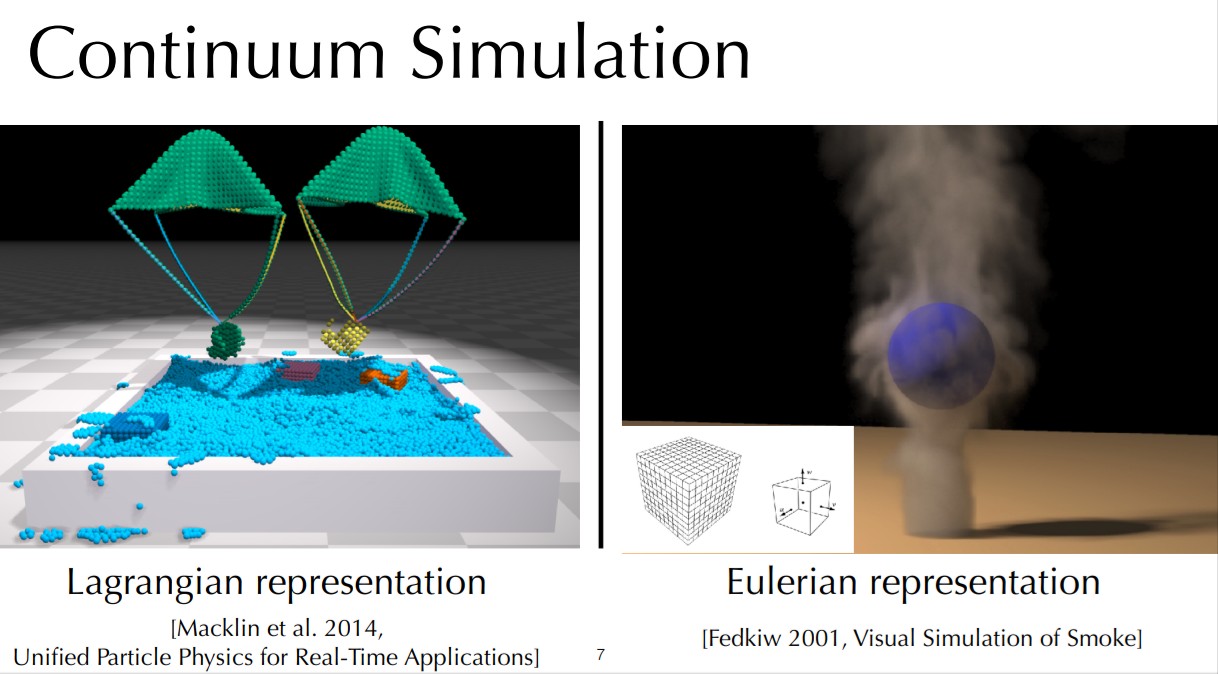 Continuum Simulation
Lagrangian representation
[Macklin et al. 2014,
Unified Particle Physics for Real-Time Applications]
Eulerian representation
[Fedkiw 2001, Visual Simulation of Smoke]
7